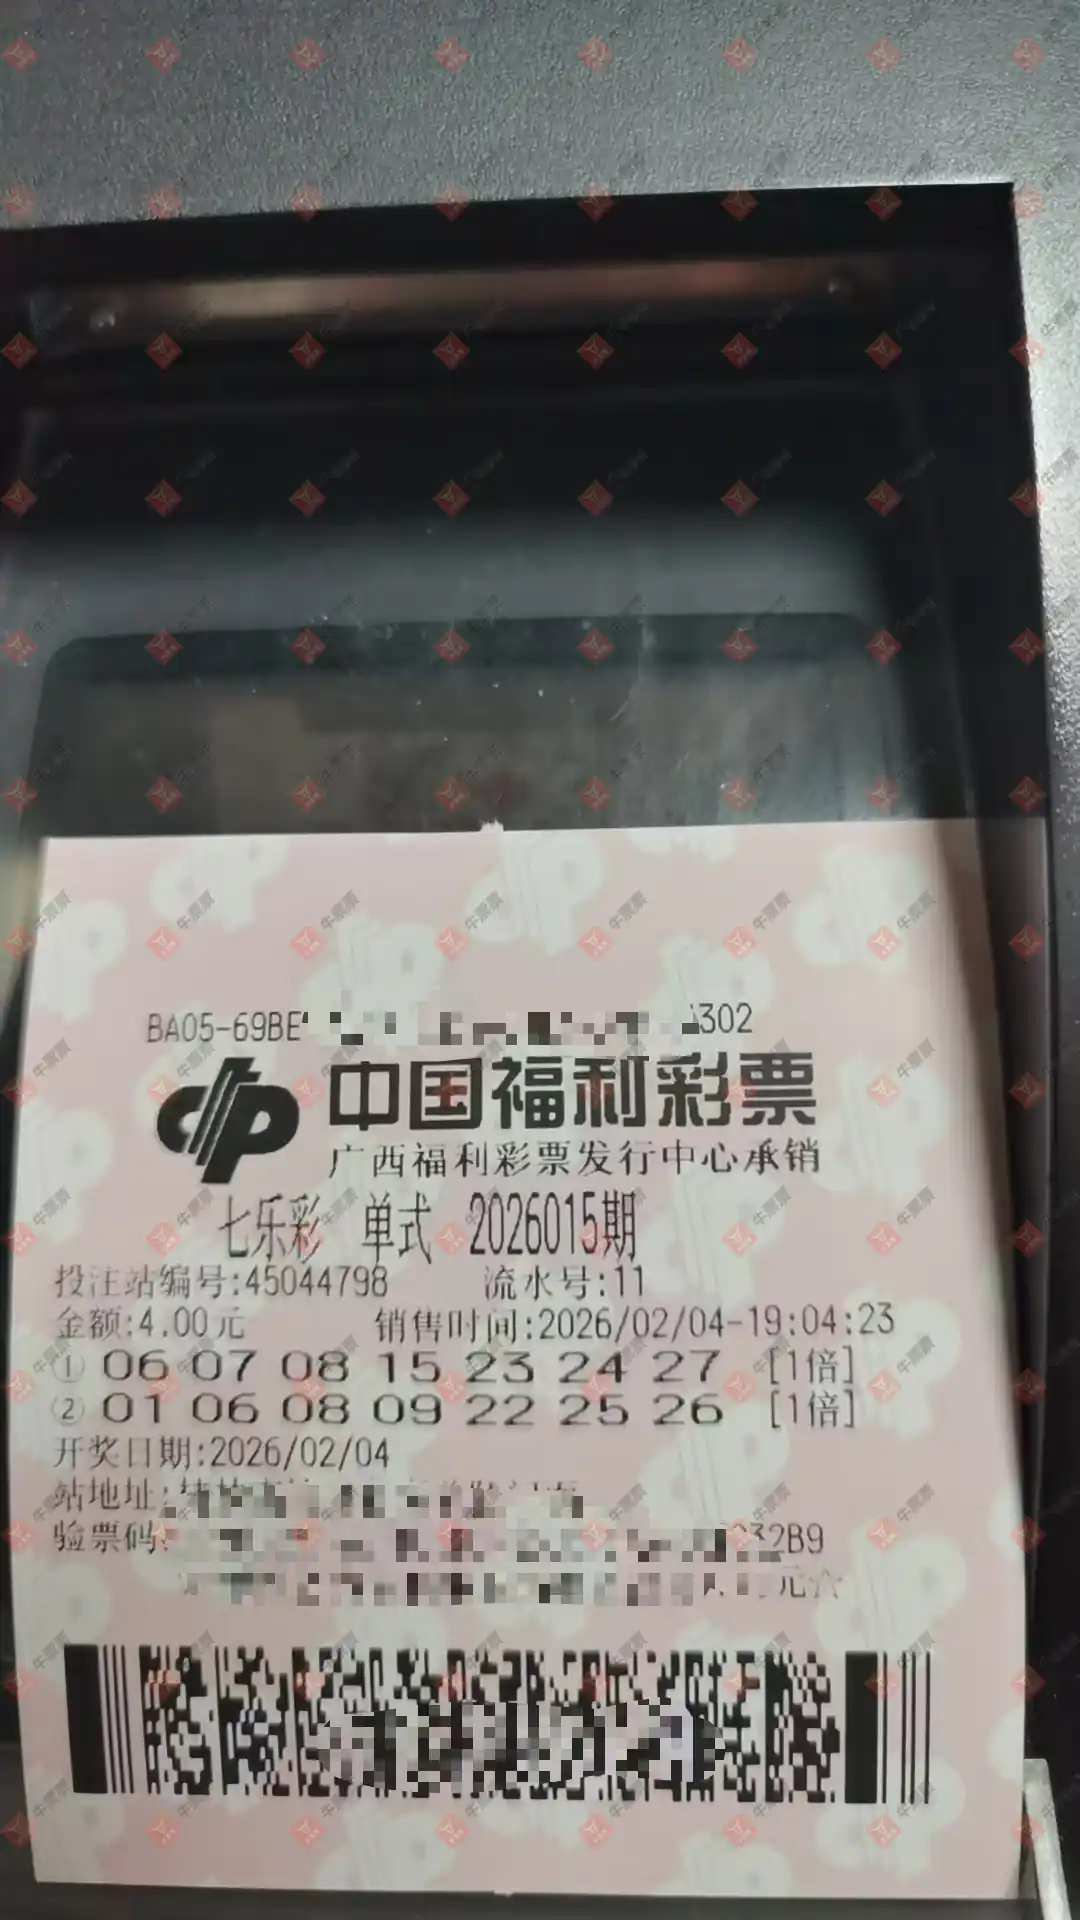 BA05-69BE
302
中国福利彩票
广西福利彩票发行中心承销
七乐彩 单式 2026015期
投注站编号:45044798 流水号:11
金额:4.00元 销售时间:2026/02/04-19:04:23
① 06 07 08 15 23 24 27 [1倍]
② 01 06 08 09 22 25 26 [1倍]
开奖日期:2026/02/04
站地址:
验票码: 32B9
牛票票